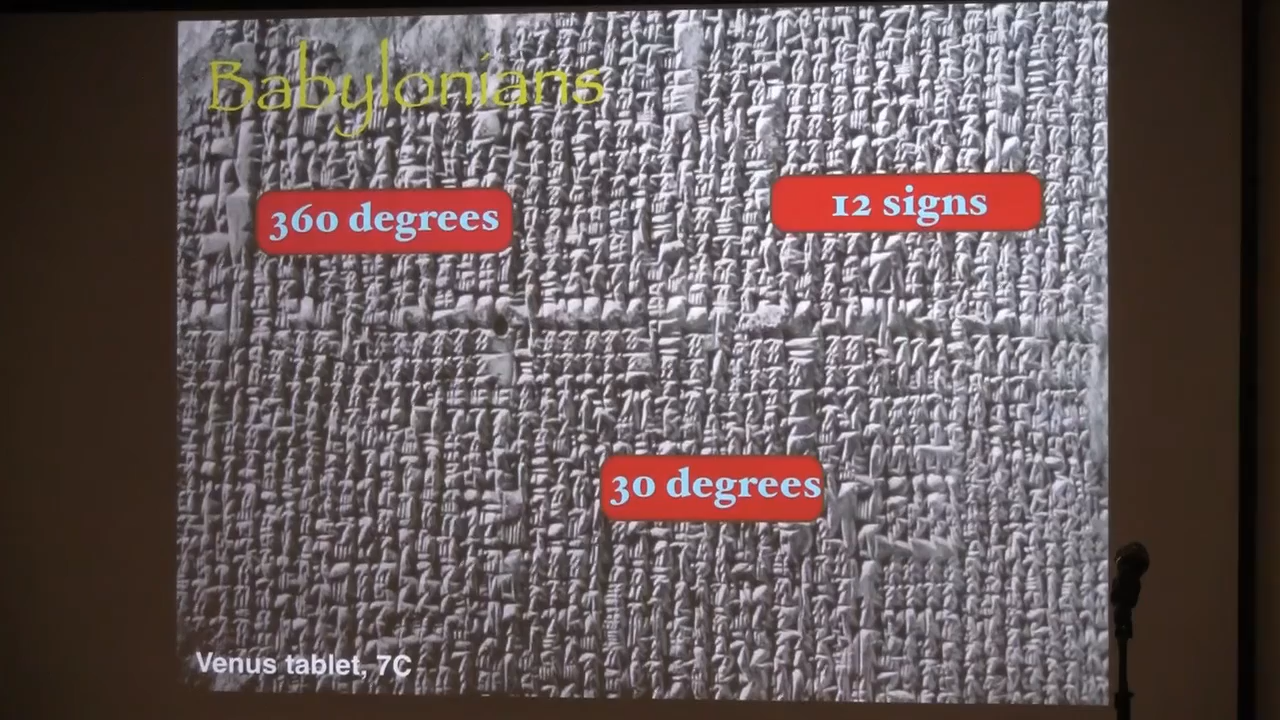 Babylonians
360 degrees
12 signs
30 degrees
Venus tablet, 7C